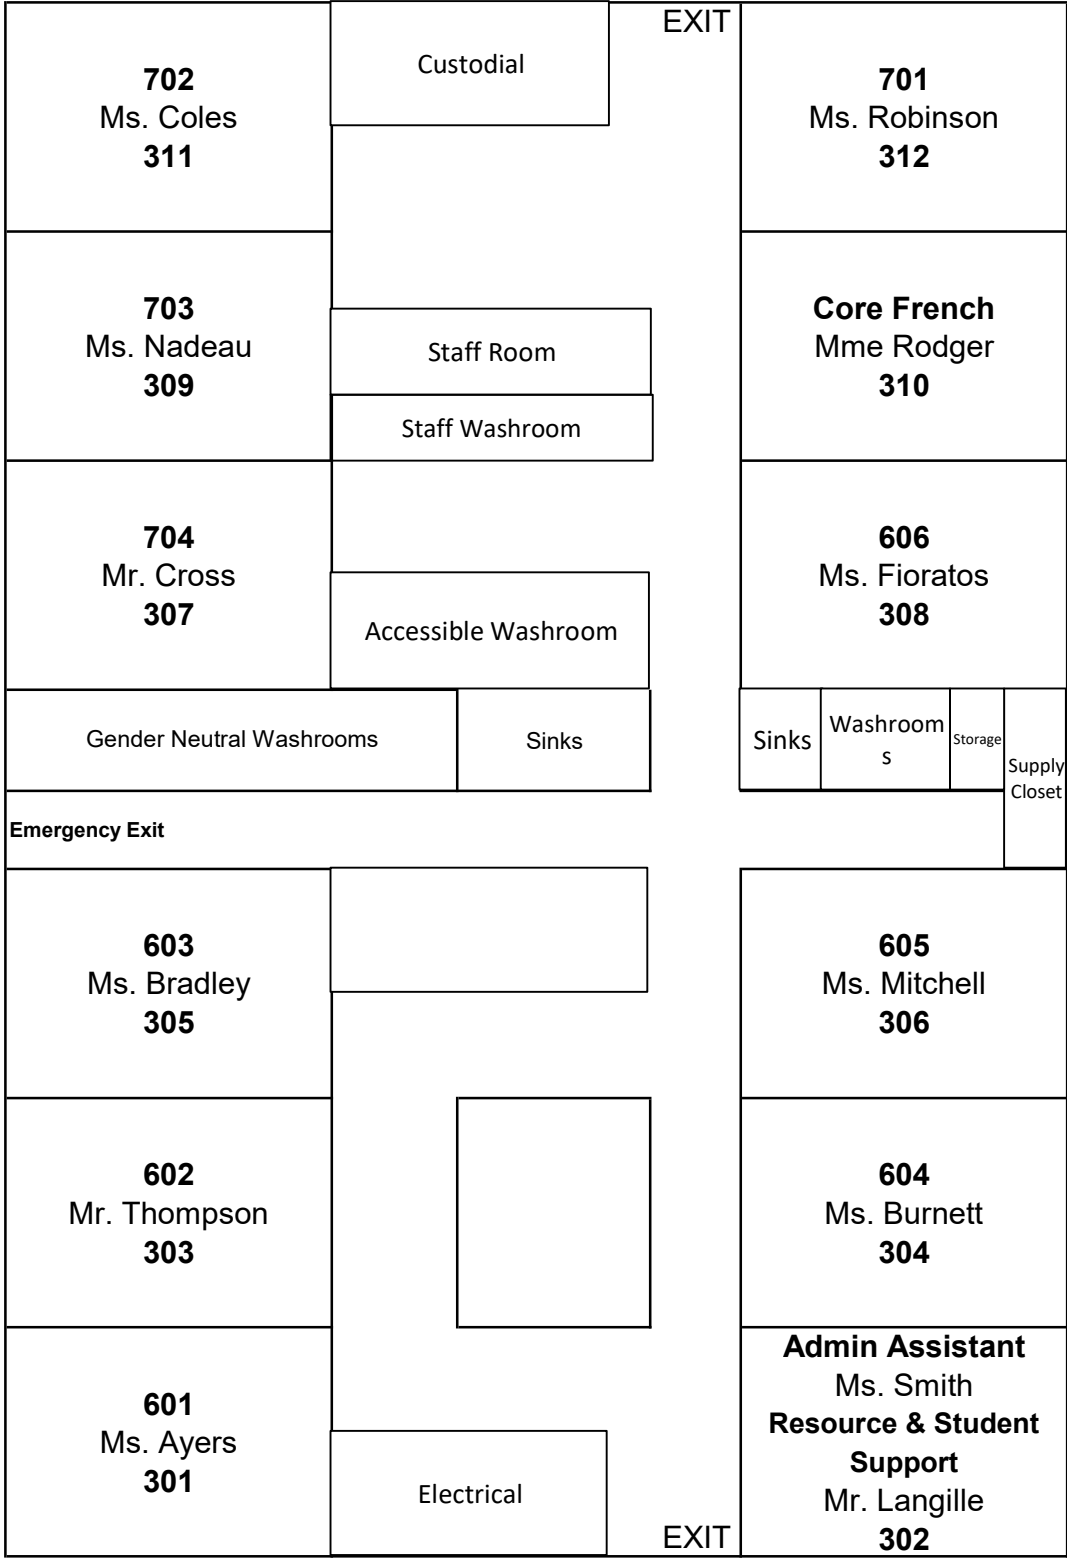 EXIT
702
Ms. Coles
311
Custodial
701
Ms. Robinson
312
703
Ms. Nadeau
309
Staff Room
Staff Washroom
Core French
Mme Rodger
310
704
Mr. Cross
307
Accessible Washroom
606
Ms. Fioratos
308
Gender Neutral Washrooms
Sinks
Sinks
Washroom
s
Storage
Supply
Closet
Emergency Exit
603
Ms. Bradley
305
605
Ms. Mitchell
306
602
Mr. Thompson
303
604
Ms. Burnett
304
601
Ms. Ayers
301
Electrical
EXIT
Admin Assistant
Ms. Smith
Resource & Student
Support
Mr. Langille
302